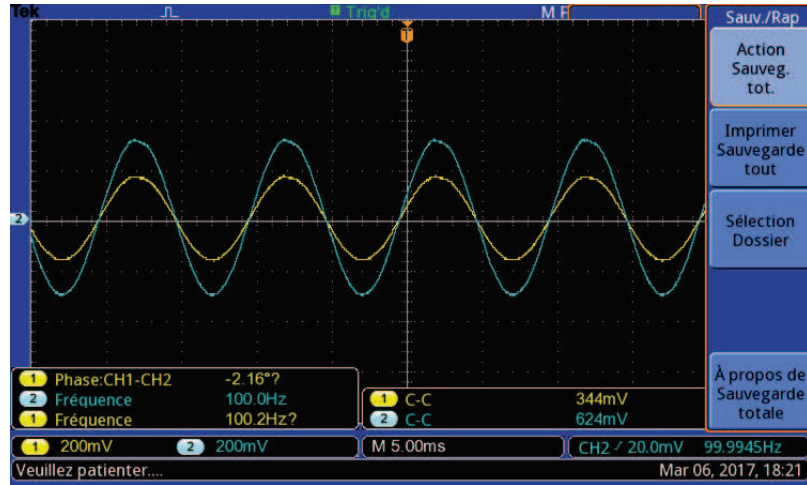 Tek
Trig'd
M
Sauv./Rap
T
Action
Sauveg.
tot.
Imprimer
Sauvegarde
tout
2
Sélection
Dossier
1 Phase:CH1-CH2 -2.16°?
2 Fréquence 100.0Hz
1 Fréquence 100.2Hz?
1 C-C 344mV
2 C-C 624mV
À propos de
Sauvegarde
totale
1 200mV 2 200mV M 5.00ms CH2 20.0mV 99.9945Hz
Veuillez patienter.... Mar 06, 2017, 18:21